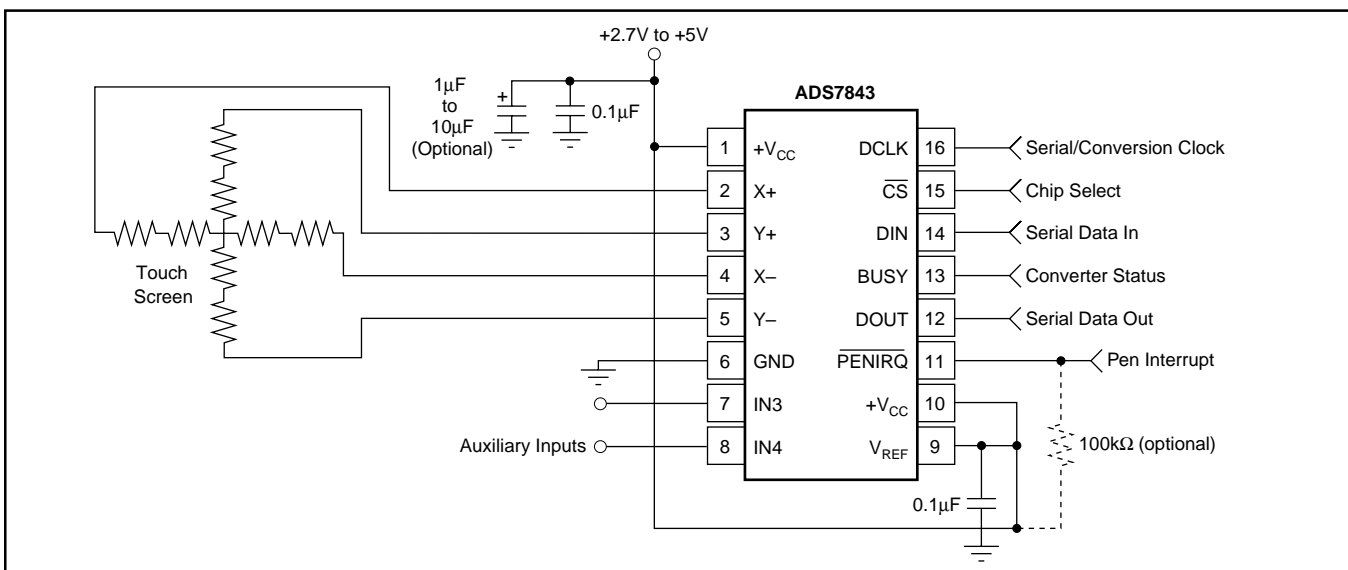 +2.7V to +5V
1µF
to
10µF
(Optional)
+
0.1µF
ADS7843
1 +VCC DCLK 16 Serial/Conversion Clock
2 X+ CS 15 Chip Select
3 Y+ DIN 14 Serial Data In
4 X– BUSY 13 Converter Status
5 Y– DOUT 12 Serial Data Out
6 GND PENIRQ 11 Pen Interrupt
7 IN3 +VCC 10
Auxiliary Inputs 8 IN4 VREF 9
Touch
Screen
100kΩ (optional)
0.1µF